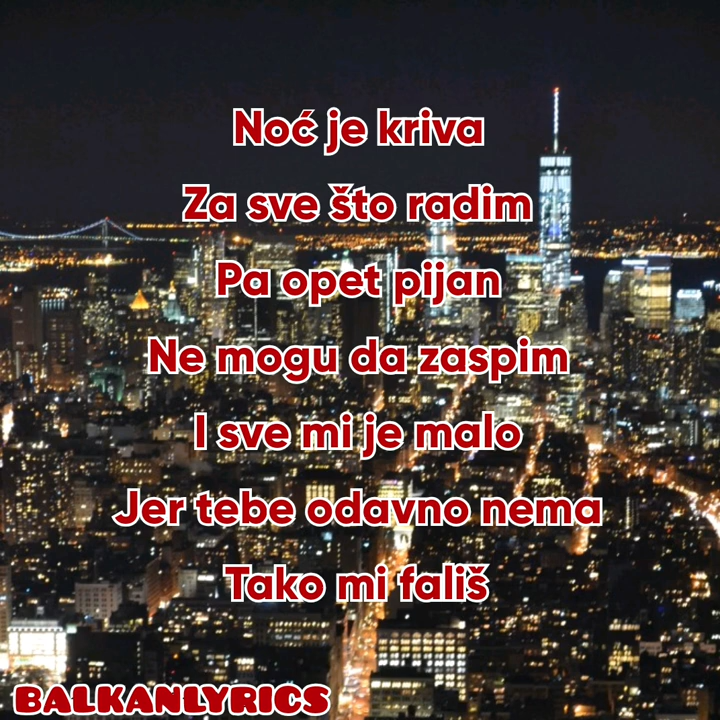 Noć je kriva
Za sve što radim
Pa opet pijan
Ne mogu da zaspim
I sve mi je malo
Jer tebe odavno nema
Tako mi fališ
BALKANLYRICS